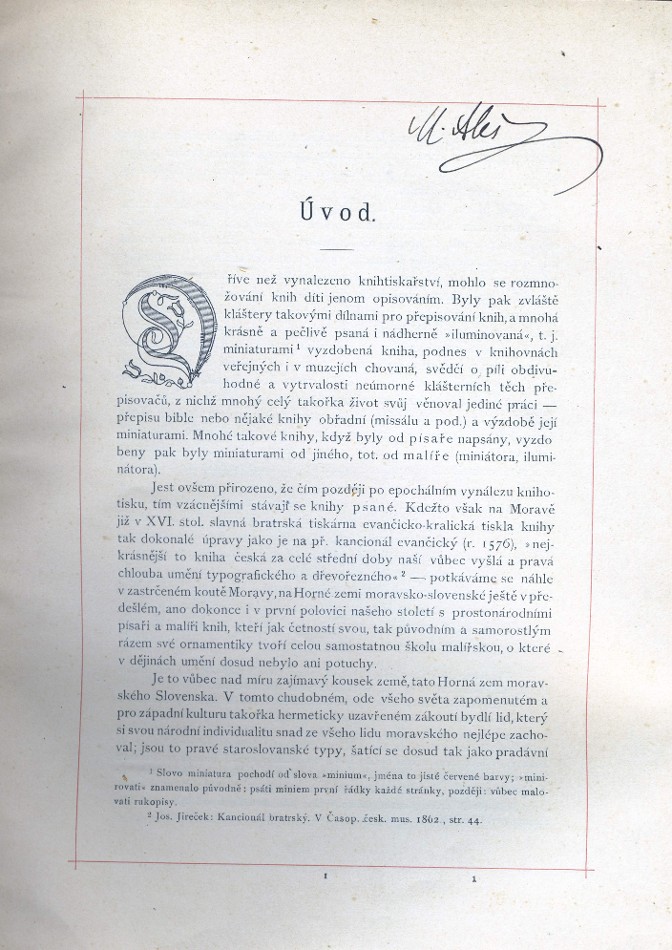 M. Aleš
Úvod.
Dříve než vynalezeno knihtiskařství, mohlo se rozmno-
žování knih díti jenom opisováním. Byly pak zvláště
kláštery takovými dílnami pro přepisování knih, a mnohá
krásně a pečlivě psaná i nádherně »iluminovaná«, t. j.
miniaturami¹ vyzdobená kniha, podnes v knihovnách
veřejných i v muzejích chovaná, svědčí o píli obdivu-
hodné a vytrvalosti neúmorné klášterních těch pře-
pisovačů, z nichž mnohý celý takořka život svůj věnoval jediné práci —
přepisu bible nebo nějaké knihy obřadní (missálu a pod.) a výzdobě její
miniaturami. Mnohé takové knihy, když byly od písaře napsány, vyzdo
beny pak byly miniaturami od jiného, tot. od malíře (miniátora, ilumi-
nátora).
Jest ovšem přirozeno, že čím později po epochálním vynálezu kniho-
tisku, tím vzácnějšími stávají se knihy psané. Kdežto však na Moravě
již v XVI. stol. slavná bratrská tiskárna evančicko-kralická tiskla knihy
tak dokonalé úpravy jako je na př. kancionál evančický (r. 1576), »nej-
krásnější to kniha česká za celé střední doby naší vůbec vyšlá a pravá
chlouba umění typografického a dřevořezného«² — potkáváme se náhle
v zastrčeném koutě Moravy, na Horné zemi moravsko-slovenské ještě v pře-
dešlém, ano dokonce i v první polovici našeho století s prostonárodními
písaři a malíři knih, kteří jak četností svou, tak původním a samorostlým
rázem své ornamentiky tvoří celou samostatnou školu malířskou, o které
v dějinách umění dosud nebylo ani potuchy.
Je to vůbec nad míru zajímavý kousek země, tato Horná zem morav-
ského Slovenska. V tomto chudobném, ode všeho světa zapomenutém a
pro západní kulturu takořka hermeticky uzavřeném zákoutí bydlí lid, který
si svou národní individualitu snad ze všeho lidu moravského nejlépe zacho-
val; jsou to pravé staroslovanské typy, šatící se dosud tak jako pradávní
¹ Slovo miniatura pochodí od slova »minium«, jména to jisté červené barvy; »mini-
rovati« znamenalo původně: psáti miniem první řádky každé stránky, později: vůbec malo-
vati rukopisy.
² Jos. Jireček: Kancionál bratrský. V Časop. česk. mus. 1862, str. 44.
1 1